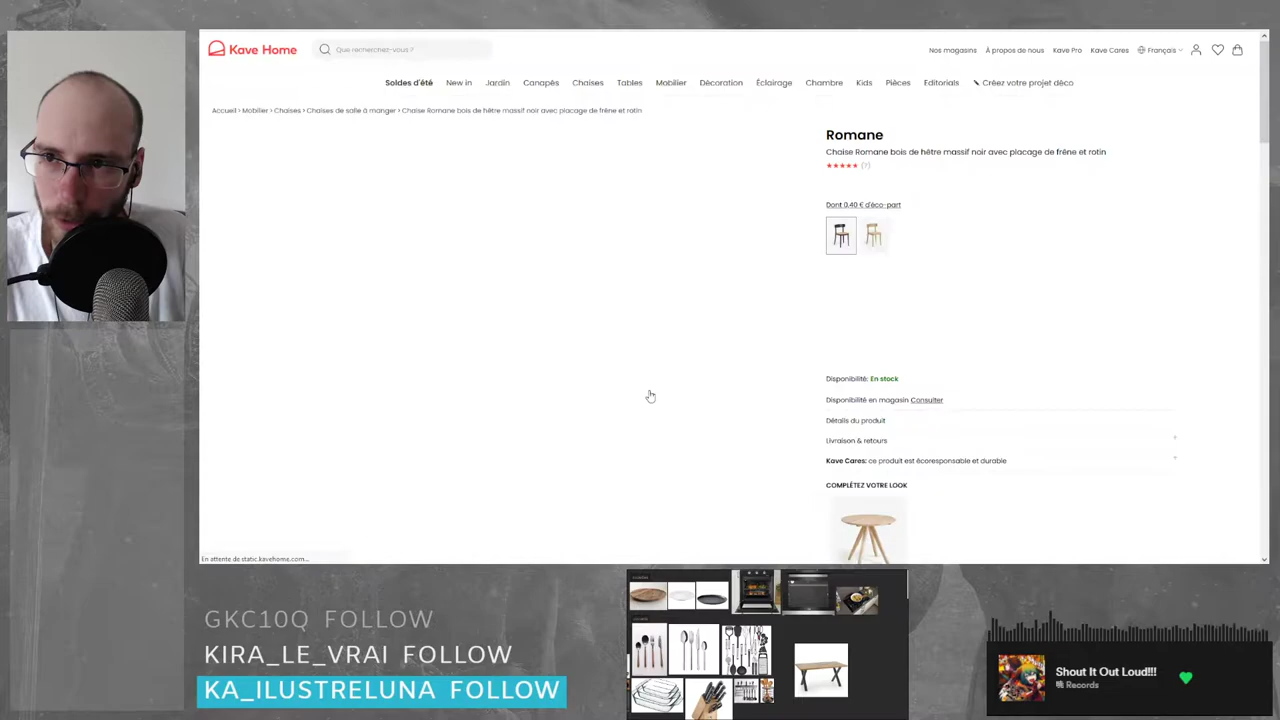 Kave Home
Que recherchez-vous ?
Nos magasins
À propos de nous
Kave Pro
Kave Cares
Français
Soldes d'été
New in
Jardin
Canapés
Chaises
Tables
Mobilier
Décoration
Éclairage
Chambre
Kids
Pièces
Editorials
Créez votre projet déco
Accueil › Mobilier › Chaises › Chaises de salle à manger › Chaise Romane bois de hêtre massif noir avec placage de frêne et rotin
Romane
Chaise Romane bois de hêtre massif noir avec placage de frêne et rotin
★★★★★ (7)
Dont 0,40 € d'éco-part
Disponibilité: En stock
Disponibilité en magasin Consulter
Détails du produit
Livraison & retours
+
Kave Cares: ce produit est écoresponsable et durable
+
COMPLÉTEZ VOTRE LOOK
En attente de static.kavehome.com...
GKC10Q FOLLOW
KIRA_LE_VRAI FOLLOW
KA_ILUSTRELUNA FOLLOW
Shout It Out Loud!!!
Records